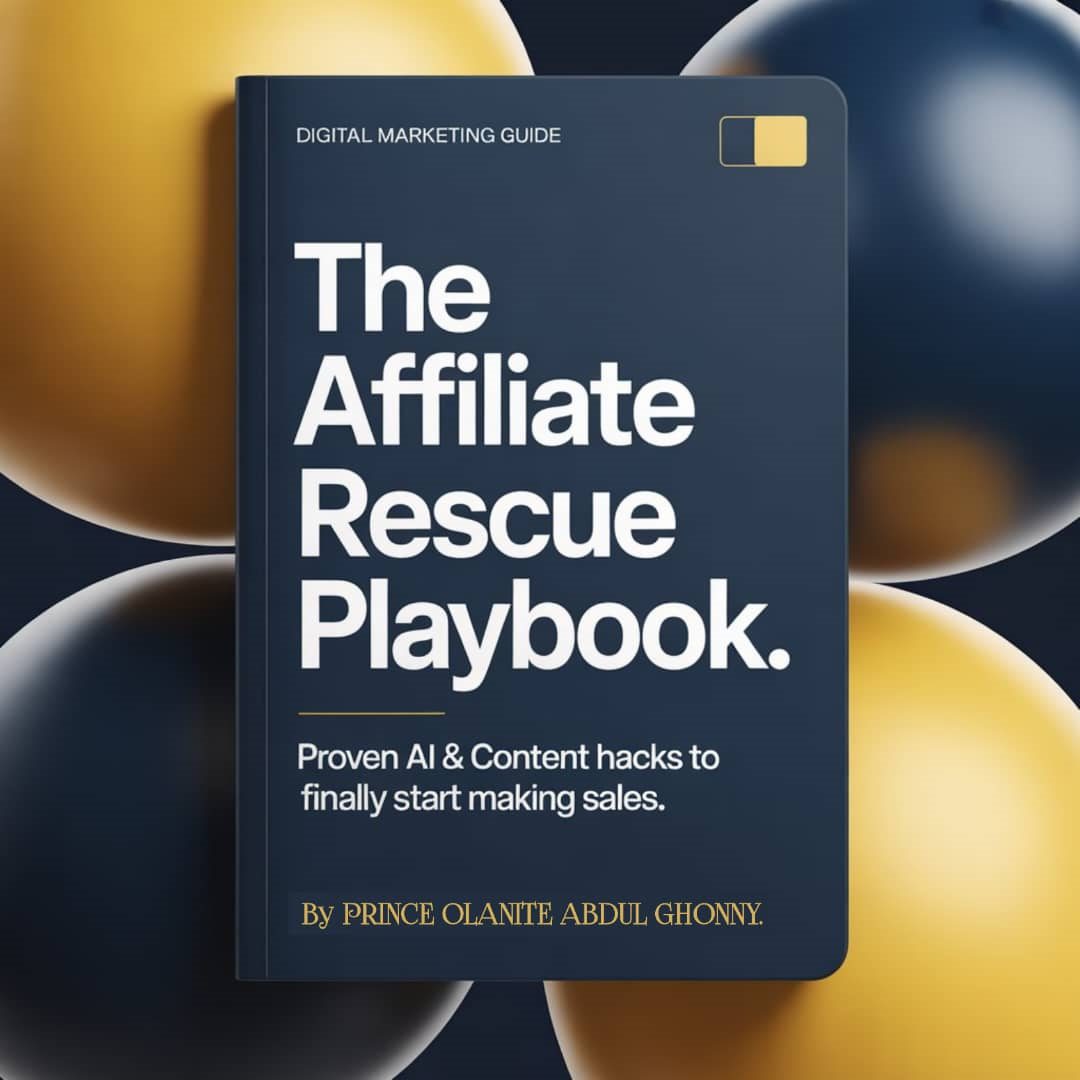 DIGITAL MARKETING GUIDE
The
Affiliate
Rescue
Playbook.
Proven AI & Content hacks to
finally start making sales.
By PRINCE OLANITE ABDUL GHONNY.